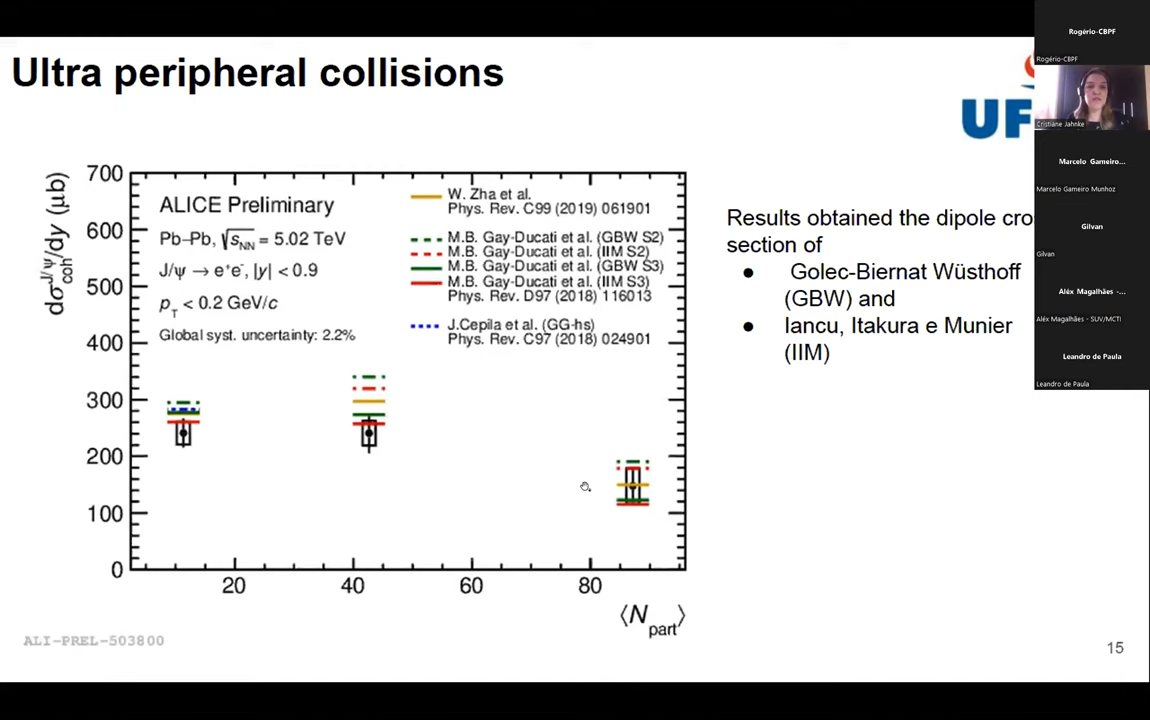 Ultra peripheral collisions
UF
700
600
500
400
300
200
100
0
20
40
60
80
dσcoh^J/ψ/dy (μb)
⟨Npart⟩
ALICE Preliminary
Pb–Pb, √sNN = 5.02 TeV
J/ψ → e⁺e⁻, |y| < 0.9
pT < 0.2 GeV/c
Global syst. uncertainty: 2.2%
W. Zha et al.
Phys. Rev. C99 (2019) 061901
M.B. Gay-Ducati et al. (GBW S2)
M.B. Gay-Ducati et al. (IIM S2)
M.B. Gay-Ducati et al. (GBW S3)
M.B. Gay-Ducati et al. (IIM S3)
Phys. Rev. D97 (2018) 116013
J.Cepila et al. (GG-hs)
Phys. Rev. C97 (2018) 024901
ALI-PREL-503800
Results obtained the dipole cro
section of
● Golec-Biernat Wüsthoff
(GBW) and
● Iancu, Itakura e Munier
(IIM)
15
Rogério-CBPF
Rogério-CBPF
Cristiane Jahnke
Marcelo Gameiro...
Marcelo Gameiro Munhoz
Gilvan
Gilvan
Aléx Magalhães -...
Aléx Magalhães - SUV/MCTI
Leandro de Paula
Leandro de Paula